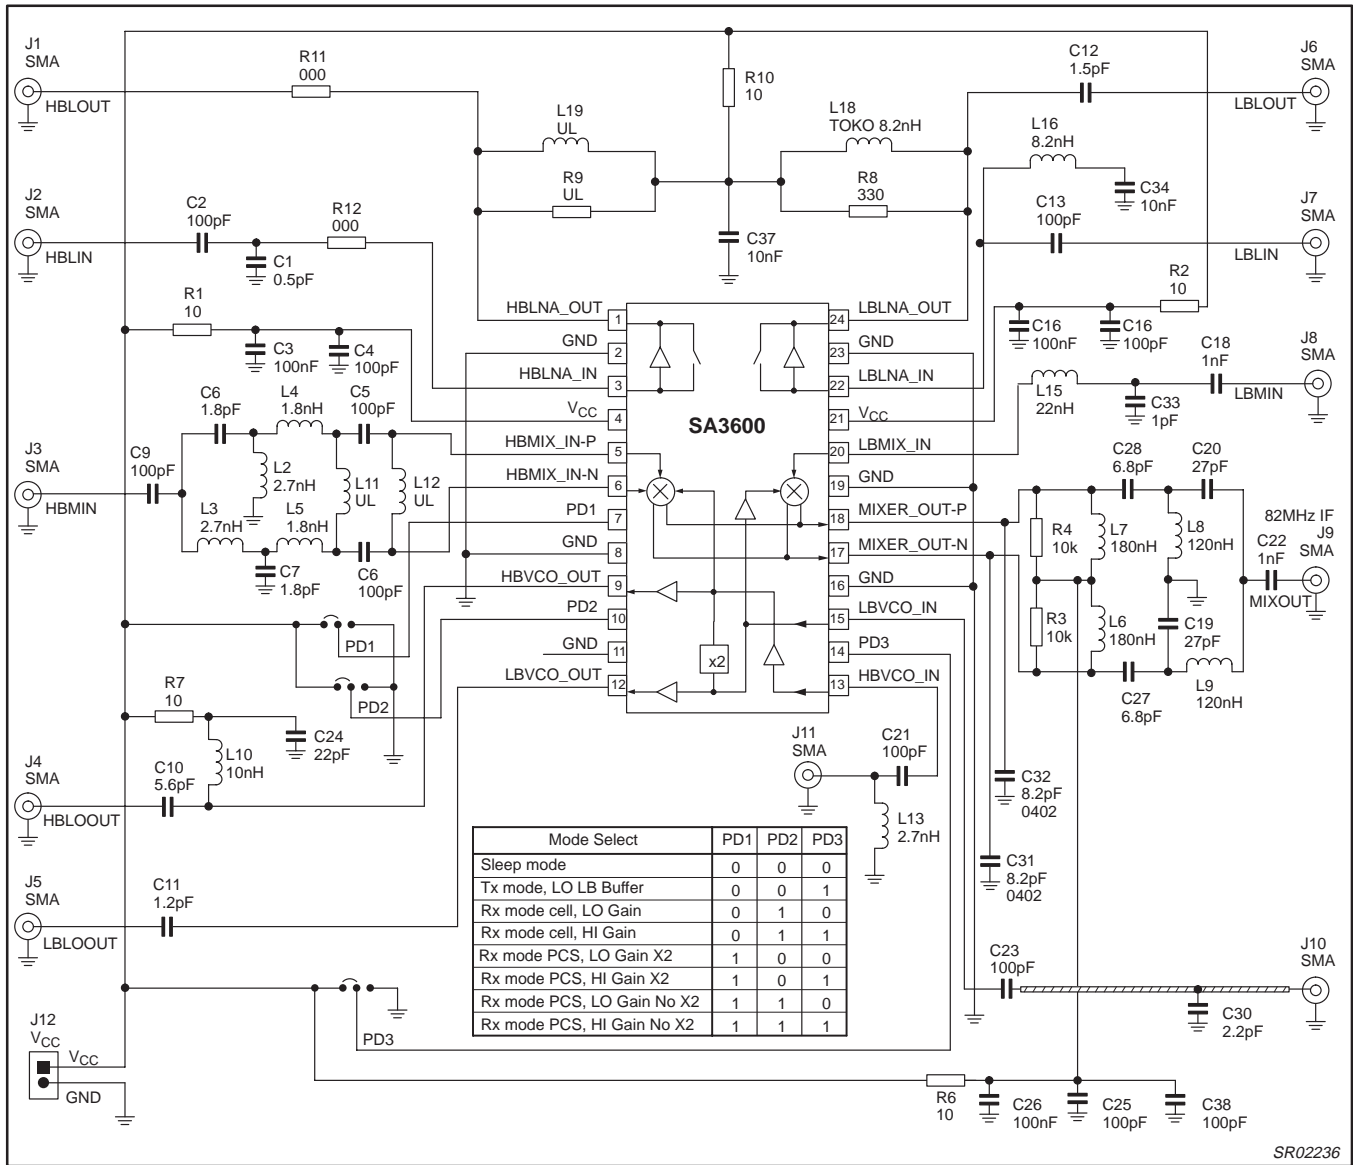 J1
SMA
HBLOUT
R11
000
L19
UL
R9
UL
R10
10
C37
10nF
L18
TOKO 8.2nH
R8
330
C12
1.5pF
J6
SMA
LBLOUT
L16
8.2nH
C34
10nF
C13
100pF
J7
SMA
LBLIN
J2
SMA
HBLIN
C2
100pF
C1
0.5pF
R12
000
R1
10
C3
100nF
C4
100pF
R2
10
C16
100nF
C16
100pF
C18
1nF
J8
SMA
LBMIN
L15
22nH
C33
1pF
J3
SMA
HBMIN
C9
100pF
C6
1.8pF
L4
1.8nH
C5
100pF
L2
2.7nH
L11
UL
L12
UL
L3
2.7nH
L5
1.8nH
C7
1.8pF
C6
100pF
SA3600
HBLNA_OUT
1
GND
2
HBLNA_IN
3
VCC
4
HBMIX_IN-P
5
HBMIX_IN-N
6
PD1
7
GND
8
HBVCO_OUT
9
PD2
10
GND
11
LBVCO_OUT
12
x2
24
LBLNA_OUT
23
GND
22
LBLNA_IN
21
VCC
20
LBMIX_IN
19
GND
18
MIXER_OUT-P
17
MIXER_OUT-N
16
GND
15
LBVCO_IN
14
PD3
13
HBVCO_IN
C28
6.8pF
C20
27pF
R4
10k
L7
180nH
L8
120nH
82MHz IF
J9
SMA
C22
1nF
MIXOUT
R3
10k
L6
180nH
C19
27pF
C27
6.8pF
L9
120nH
PD1
PD2
R7
10
C24
22pF
L10
10nH
J4
SMA
C10
5.6pF
HBLOOUT
J11
SMA
C21
100pF
L13
2.7nH
C32
8.2pF
0402
C31
8.2pF
0402
J5
SMA
C11
1.2pF
LBLOOUT
Mode Select PD1 PD2 PD3
Sleep mode 0 0 0
Tx mode, LO LB Buffer 0 0 1
Rx mode cell, LO Gain 0 1 0
Rx mode cell, HI Gain 0 1 1
Rx mode PCS, LO Gain X2 1 0 0
Rx mode PCS, HI Gain X2 1 0 1
Rx mode PCS, LO Gain No X2 1 1 0
Rx mode PCS, HI Gain No X2 1 1 1
C23
100pF
J10
SMA
C30
2.2pF
PD3
J12
VCC
VCC
GND
R6
10
C26
100nF
C25
100pF
C38
100pF
SR02236